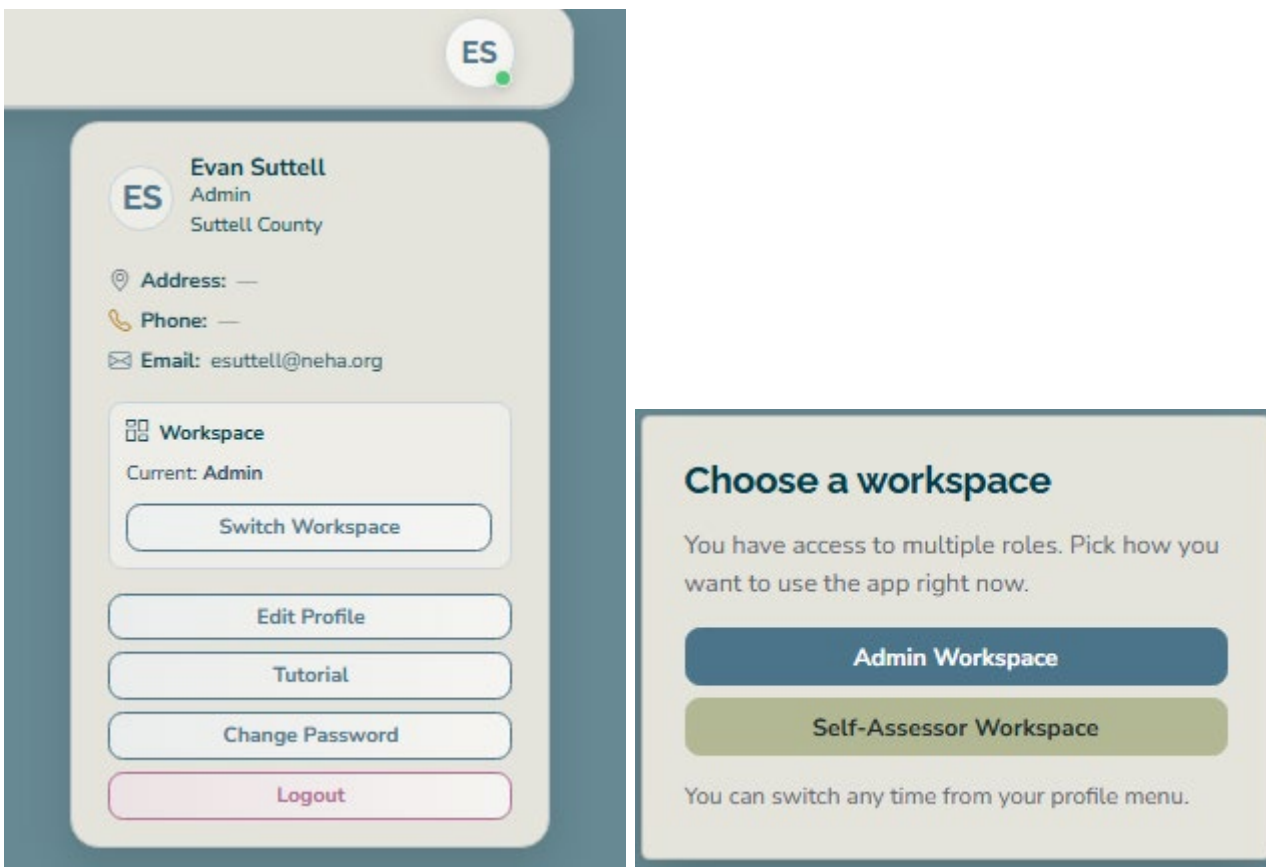 ES
ES
Evan Suttell
Admin
Suttell County
Address: —
Phone: —
Email: esuttell@neha.org
Workspace
Current: Admin
Switch Workspace
Edit Profile
Tutorial
Change Password
Logout
Choose a workspace
You have access to multiple roles. Pick how you
want to use the app right now.
Admin Workspace
Self-Assessor Workspace
You can switch any time from your profile menu.